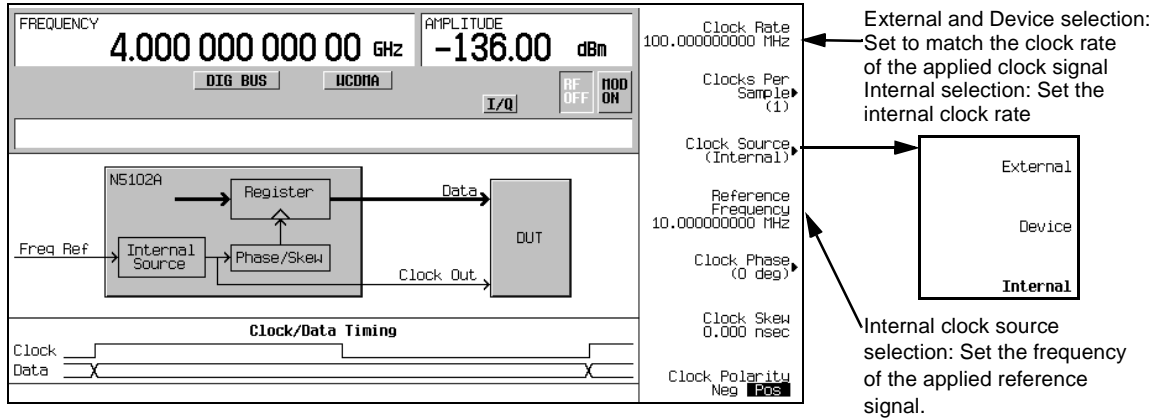 FREQUENCY
4.000 000 000 00 GHz
AMPLITUDE
-136.00 dBm
DIG BUS
WCDMA
I/Q
RF OFF
MOD ON
N5102A
Register
Data
Freq Ref
Internal Source
Phase/Skew
Clock Out
DUT
Clock/Data Timing
Clock
Data
Clock Rate
100.000000000 MHz
Clocks Per
Sample
(1)
Clock Source
(Internal)
Reference
Frequency
10.000000000 MHz
Clock Phase
(0 deg)
Clock Skew
0.000 nsec
Clock Polarity
Neg Pos
External and Device selection:
Set to match the clock rate
of the applied clock signal
Internal selection: Set the
internal clock rate
External
Device
Internal
Internal clock source
selection: Set the frequency
of the applied reference
signal.